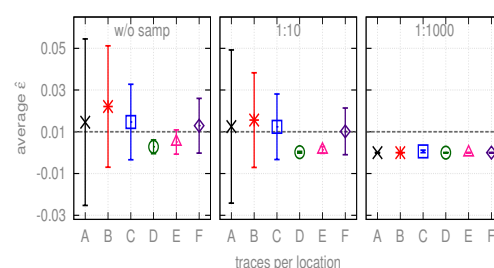 w/o samp 1:10 1:1000
0.05
0.03
0.01
-0.01
-0.03
average ε̂
A B C D E F A B C D E F A B C D E F
traces per location